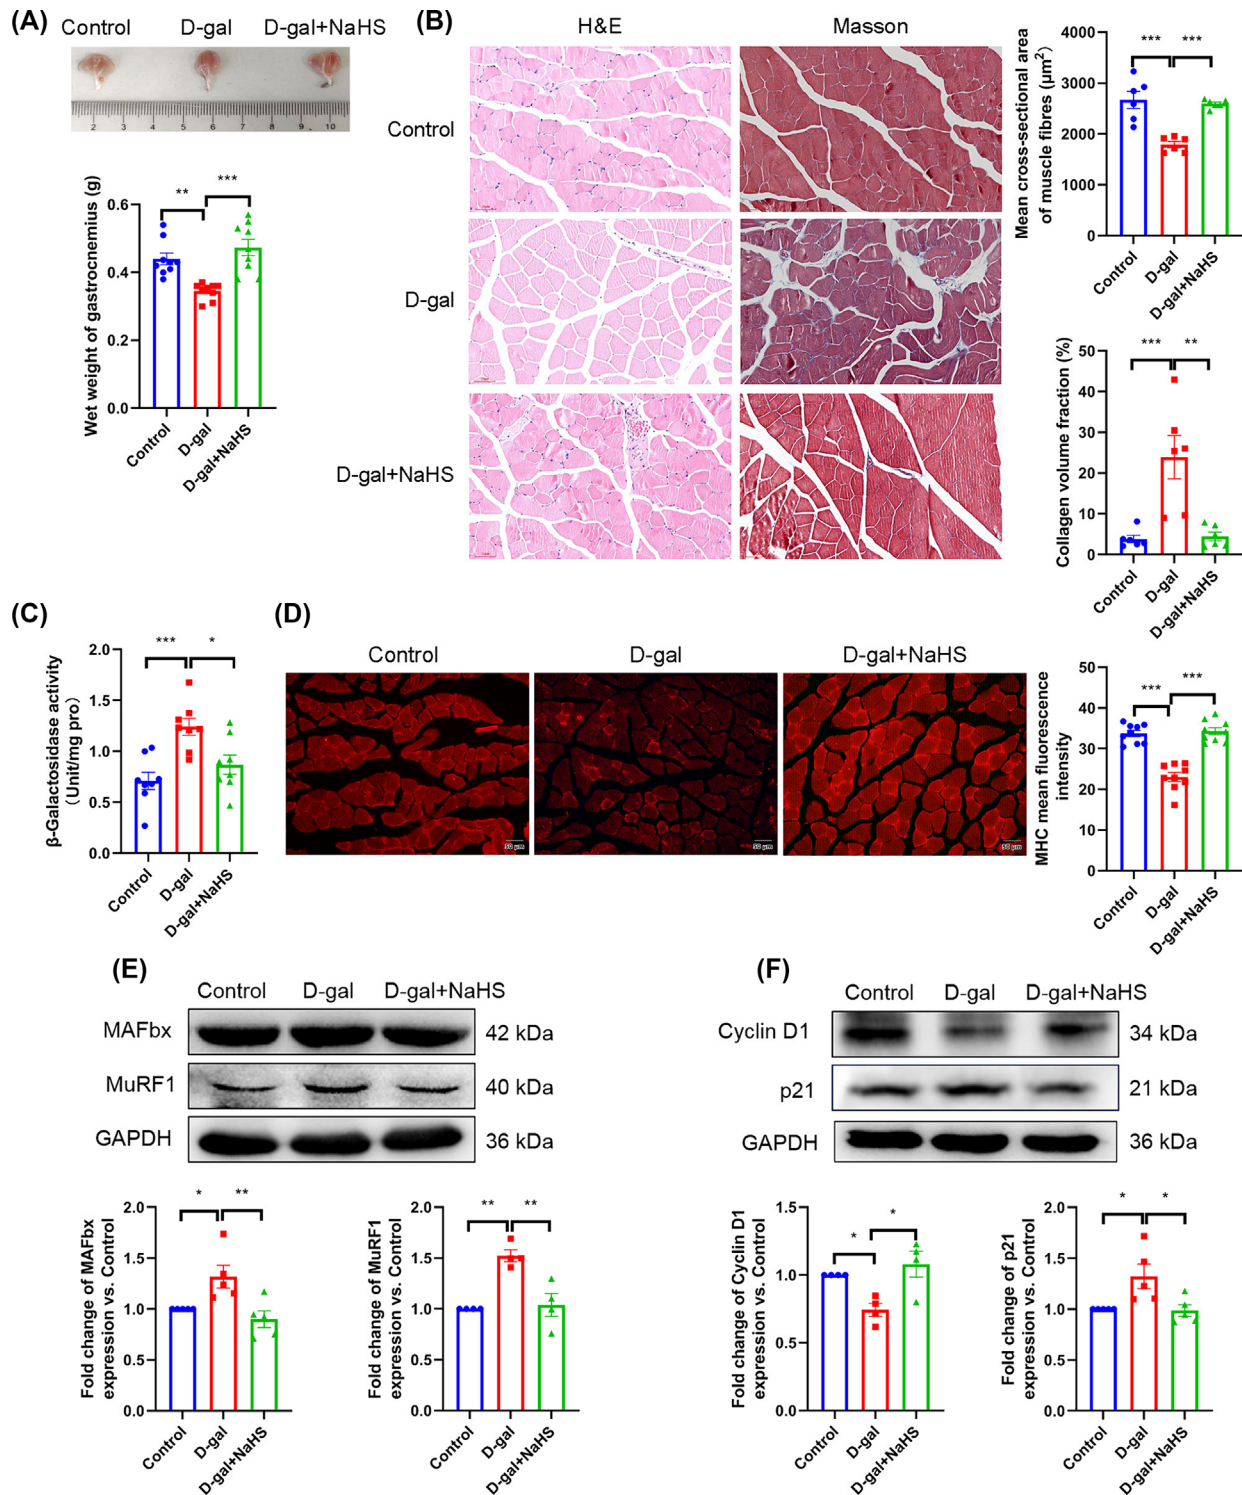 (A)
Control D-gal D-gal+NaHS
2 3 4 5 6 7 8 9 10
Wet weight of gastrocnemius (g)
** ***
0.6
0.4
0.2
0.0
Control D-gal D-gal+NaHS
(B)
H&E Masson
Control
D-gal
D-gal+NaHS
Mean cross-sectional area
of muscle fibres (µm²)
*** ***
4000
3000
2000
1000
0
Control D-gal D-gal+NaHS
Collagen volume fraction (%)
*** **
50
40
30
20
10
0
Control D-gal D-gal+NaHS
(C)
β-Galactosidase activity
(Unit/mg pro)
*** *
2.0
1.5
1.0
0.5
0.0
Control D-gal D-gal+NaHS
(D)
Control D-gal D-gal+NaHS
50 µm 50 µm 50 µm
MHC mean fluorescence
intensity
*** ***
50
40
30
20
10
0
Control D-gal D-gal+NaHS
(E)
Control D-gal D-gal+NaHS
MAFbx 42 kDa
MuRF1 40 kDa
GAPDH 36 kDa
Fold change of MAFbx
expression vs. Control
* **
2.0
1.5
1.0
0.5
0.0
Control D-gal D-gal+NaHS
Fold change of MuRF1
expression vs. Control
** **
2.0
1.5
1.0
0.5
0.0
Control D-gal D-gal+NaHS
(F)
Control D-gal D-gal+NaHS
Cyclin D1 34 kDa
p21 21 kDa
GAPDH 36 kDa
Fold change of Cyclin D1
expression vs. Control
* *
1.5
1.0
0.5
0.0
Control D-gal D-gal+NaHS
Fold change of p21
expression vs. Control
* *
2.0
1.5
1.0
0.5
0.0
Control D-gal D-gal+NaHS